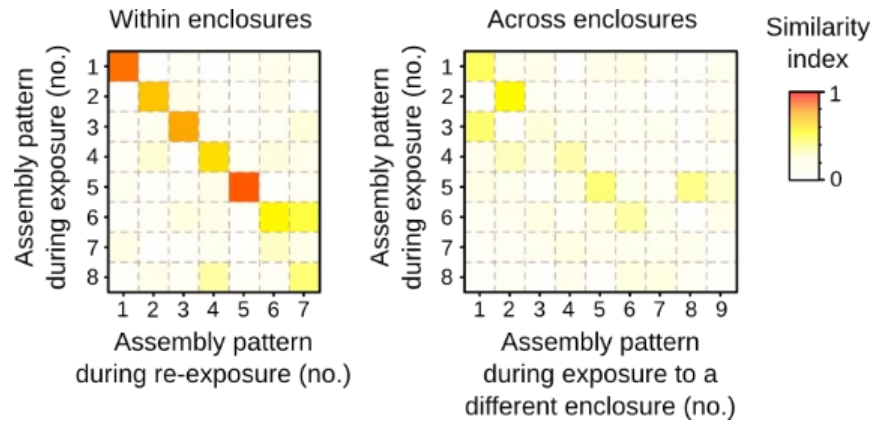 Within enclosures
Assembly pattern
during exposure (no.)
1
2
3
4
5
6
7
8
1 2 3 4 5 6 7
Assembly pattern
during re-exposure (no.)
Across enclosures
Assembly pattern
during exposure (no.)
1
2
3
4
5
6
7
8
1 2 3 4 5 6 7 8 9
Assembly pattern
during exposure to a
different enclosure (no.)
Similarity
index
1
0